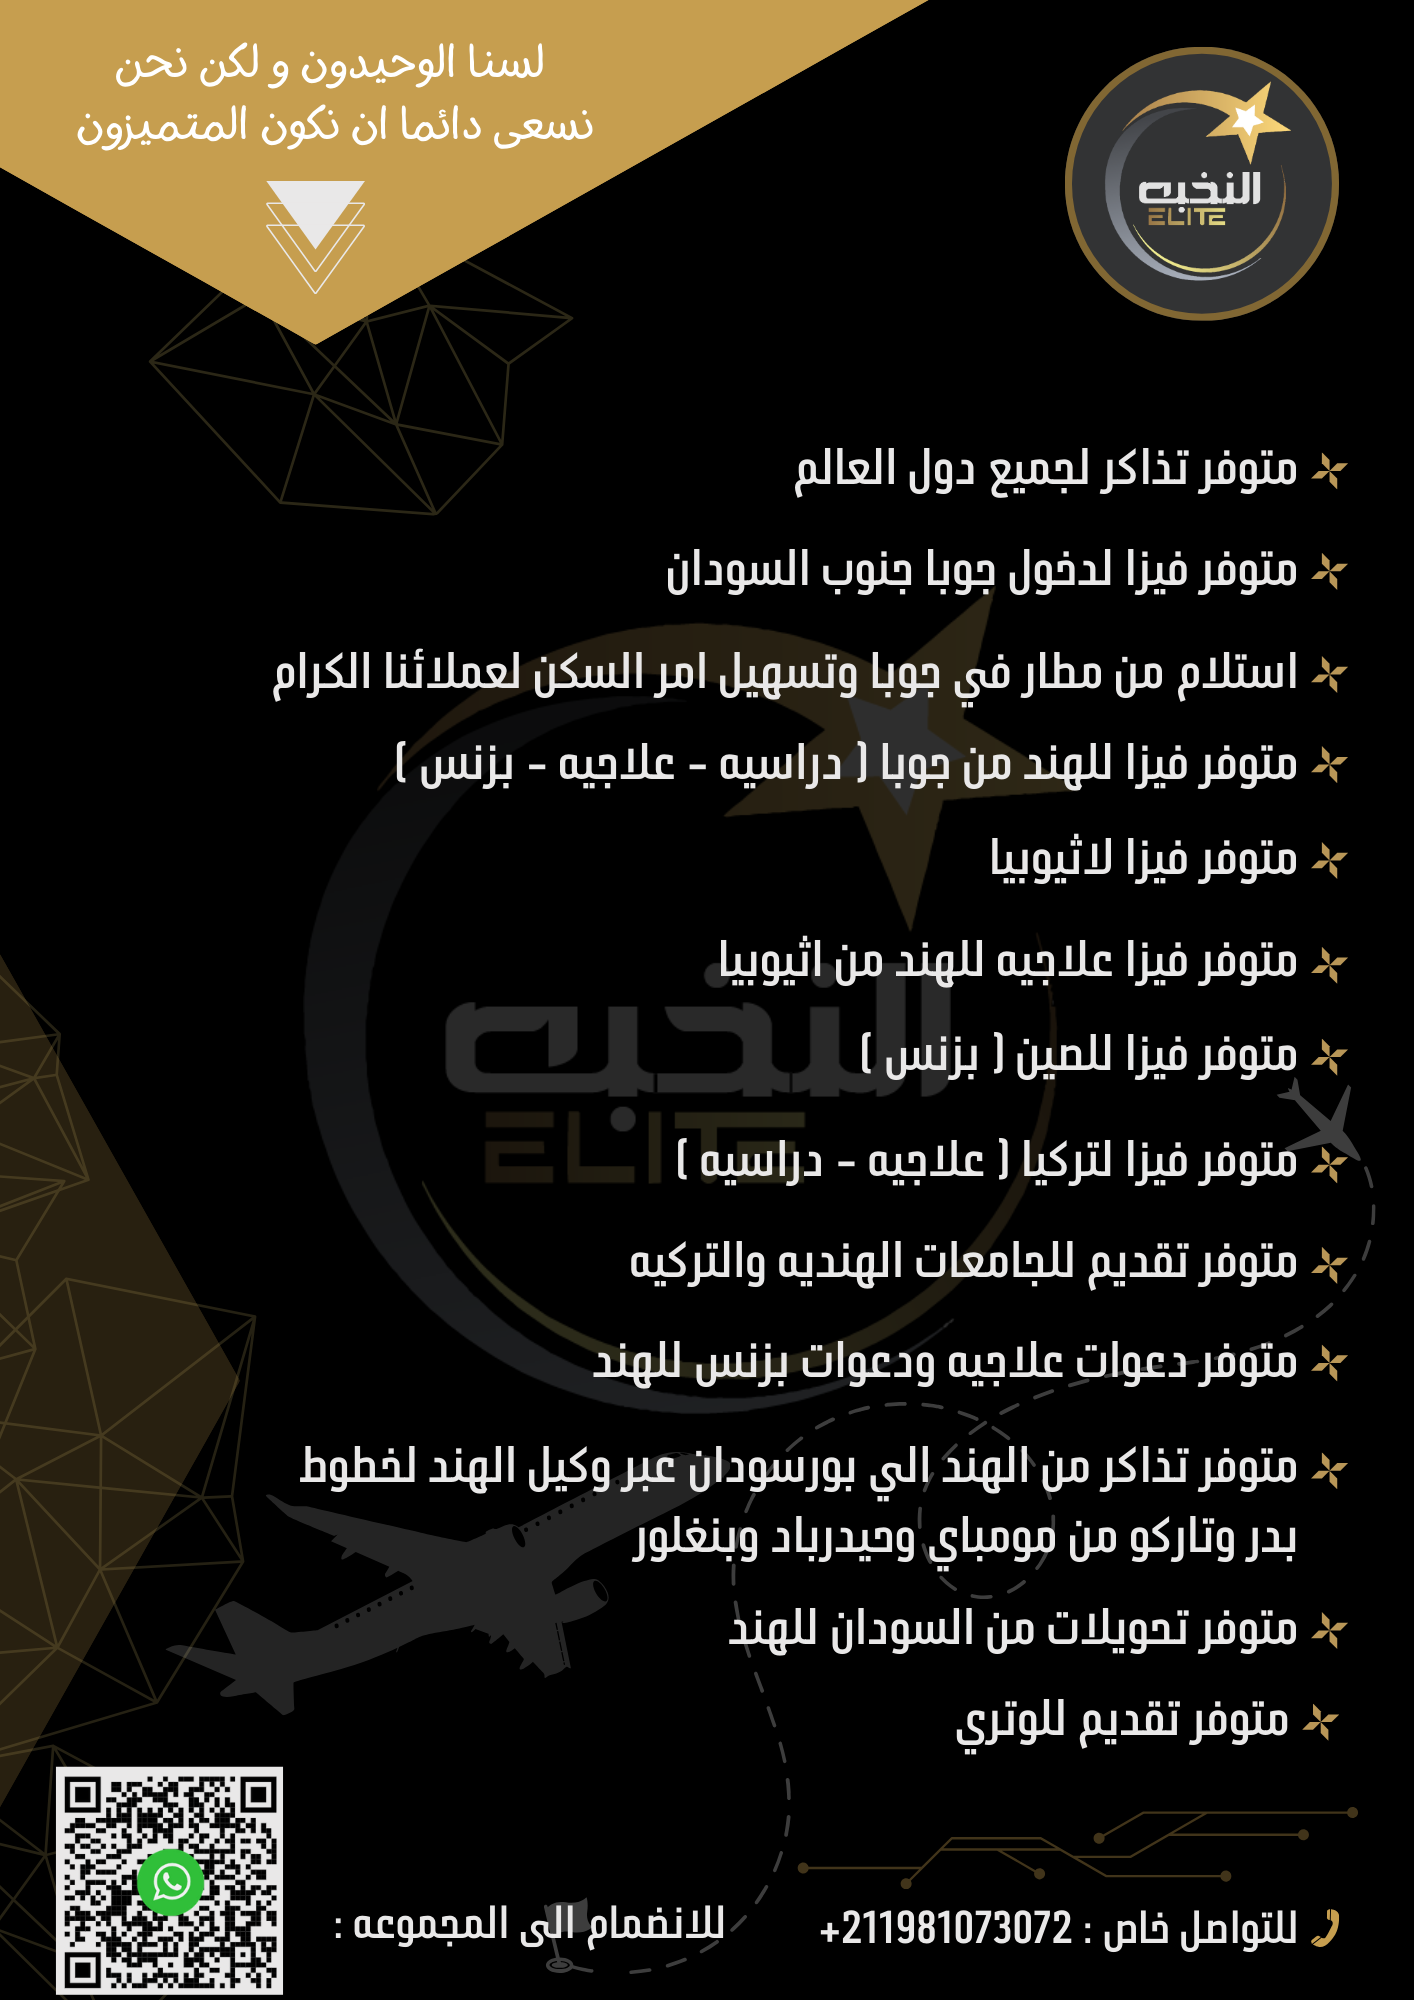 لسنا الوحيدون و لكن نحن
نسعى دائما ان نكون المتميزون
النخبه
ELITE
متوفر تذاكر لجميع دول العالم
متوفر فيزا لدخول جوبا جنوب السودان
استلام من مطار في جوبا وتسهيل امر السكن لعملائنا الكرام
متوفر فيزا للهند من جوبا ( دراسيه - علاجيه - بزنس )
متوفر فيزا لاثيوبيا
متوفر فيزا علاجيه للهند من اثيوبيا
النخبه
متوفر فيزا للصين ( بزنس )
ELITE
متوفر فيزا لتركيا ( علاجيه - دراسيه )
متوفر تقديم للجامعات الهنديه والتركيه
متوفر دعوات علاجيه ودعوات بزنس للهند
متوفر تذاكر من الهند الي بورسودان عبر وكيل الهند لخطوط
بدر وتاركو من مومباي وحيدرباد وبنغلور
متوفر تحويلات من السودان للهند
متوفر تقديم للوتري
للتواصل خاص : 211981073072+
للانضمام الى المجموعه :